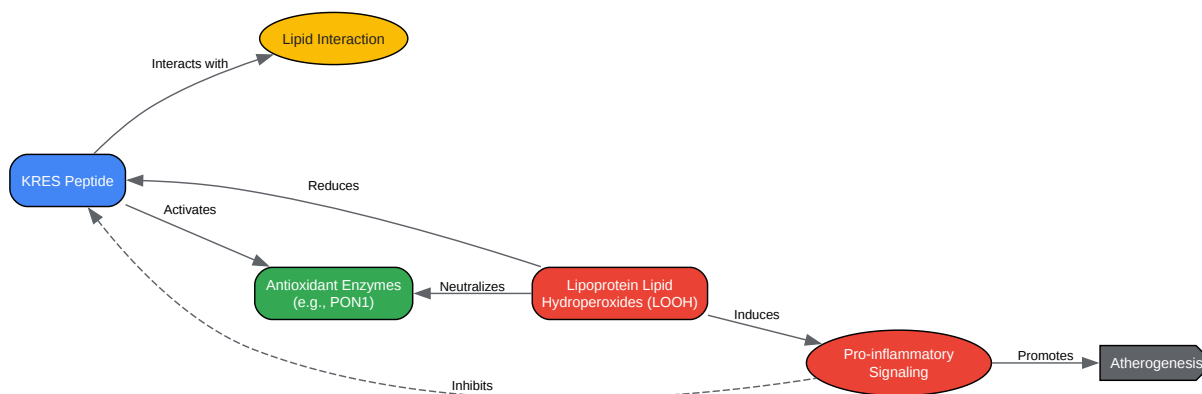 Lipid Interaction
Interacts with
KRES Peptide
Reduces
Activates
Antioxidant Enzymes
(e.g., PON1)
Neutralizes
Lipoprotein Lipid
Hydroperoxides (LOOH)
Induces
Pro-inflammatory
Signaling
Promotes
Atherogenesis
Inhibits